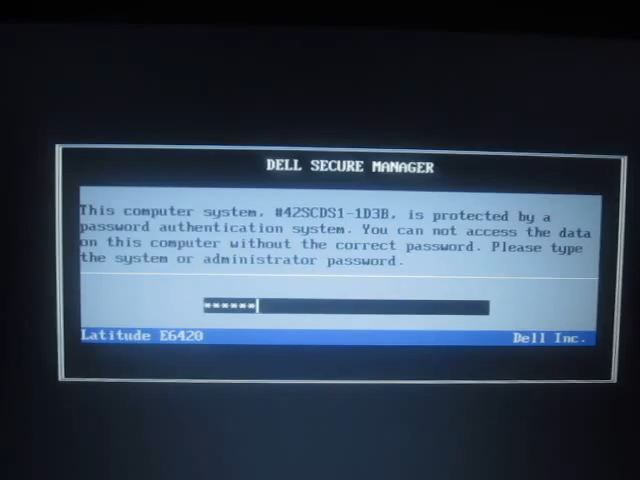 DELL SECURE MANAGER
This computer system, #42SCDS1-1D3B, is protected by a
password authentication system. You can not access the data
on this computer without the correct password. Please type
the system or administrator password.
******
Latitude E6420 Dell Inc.